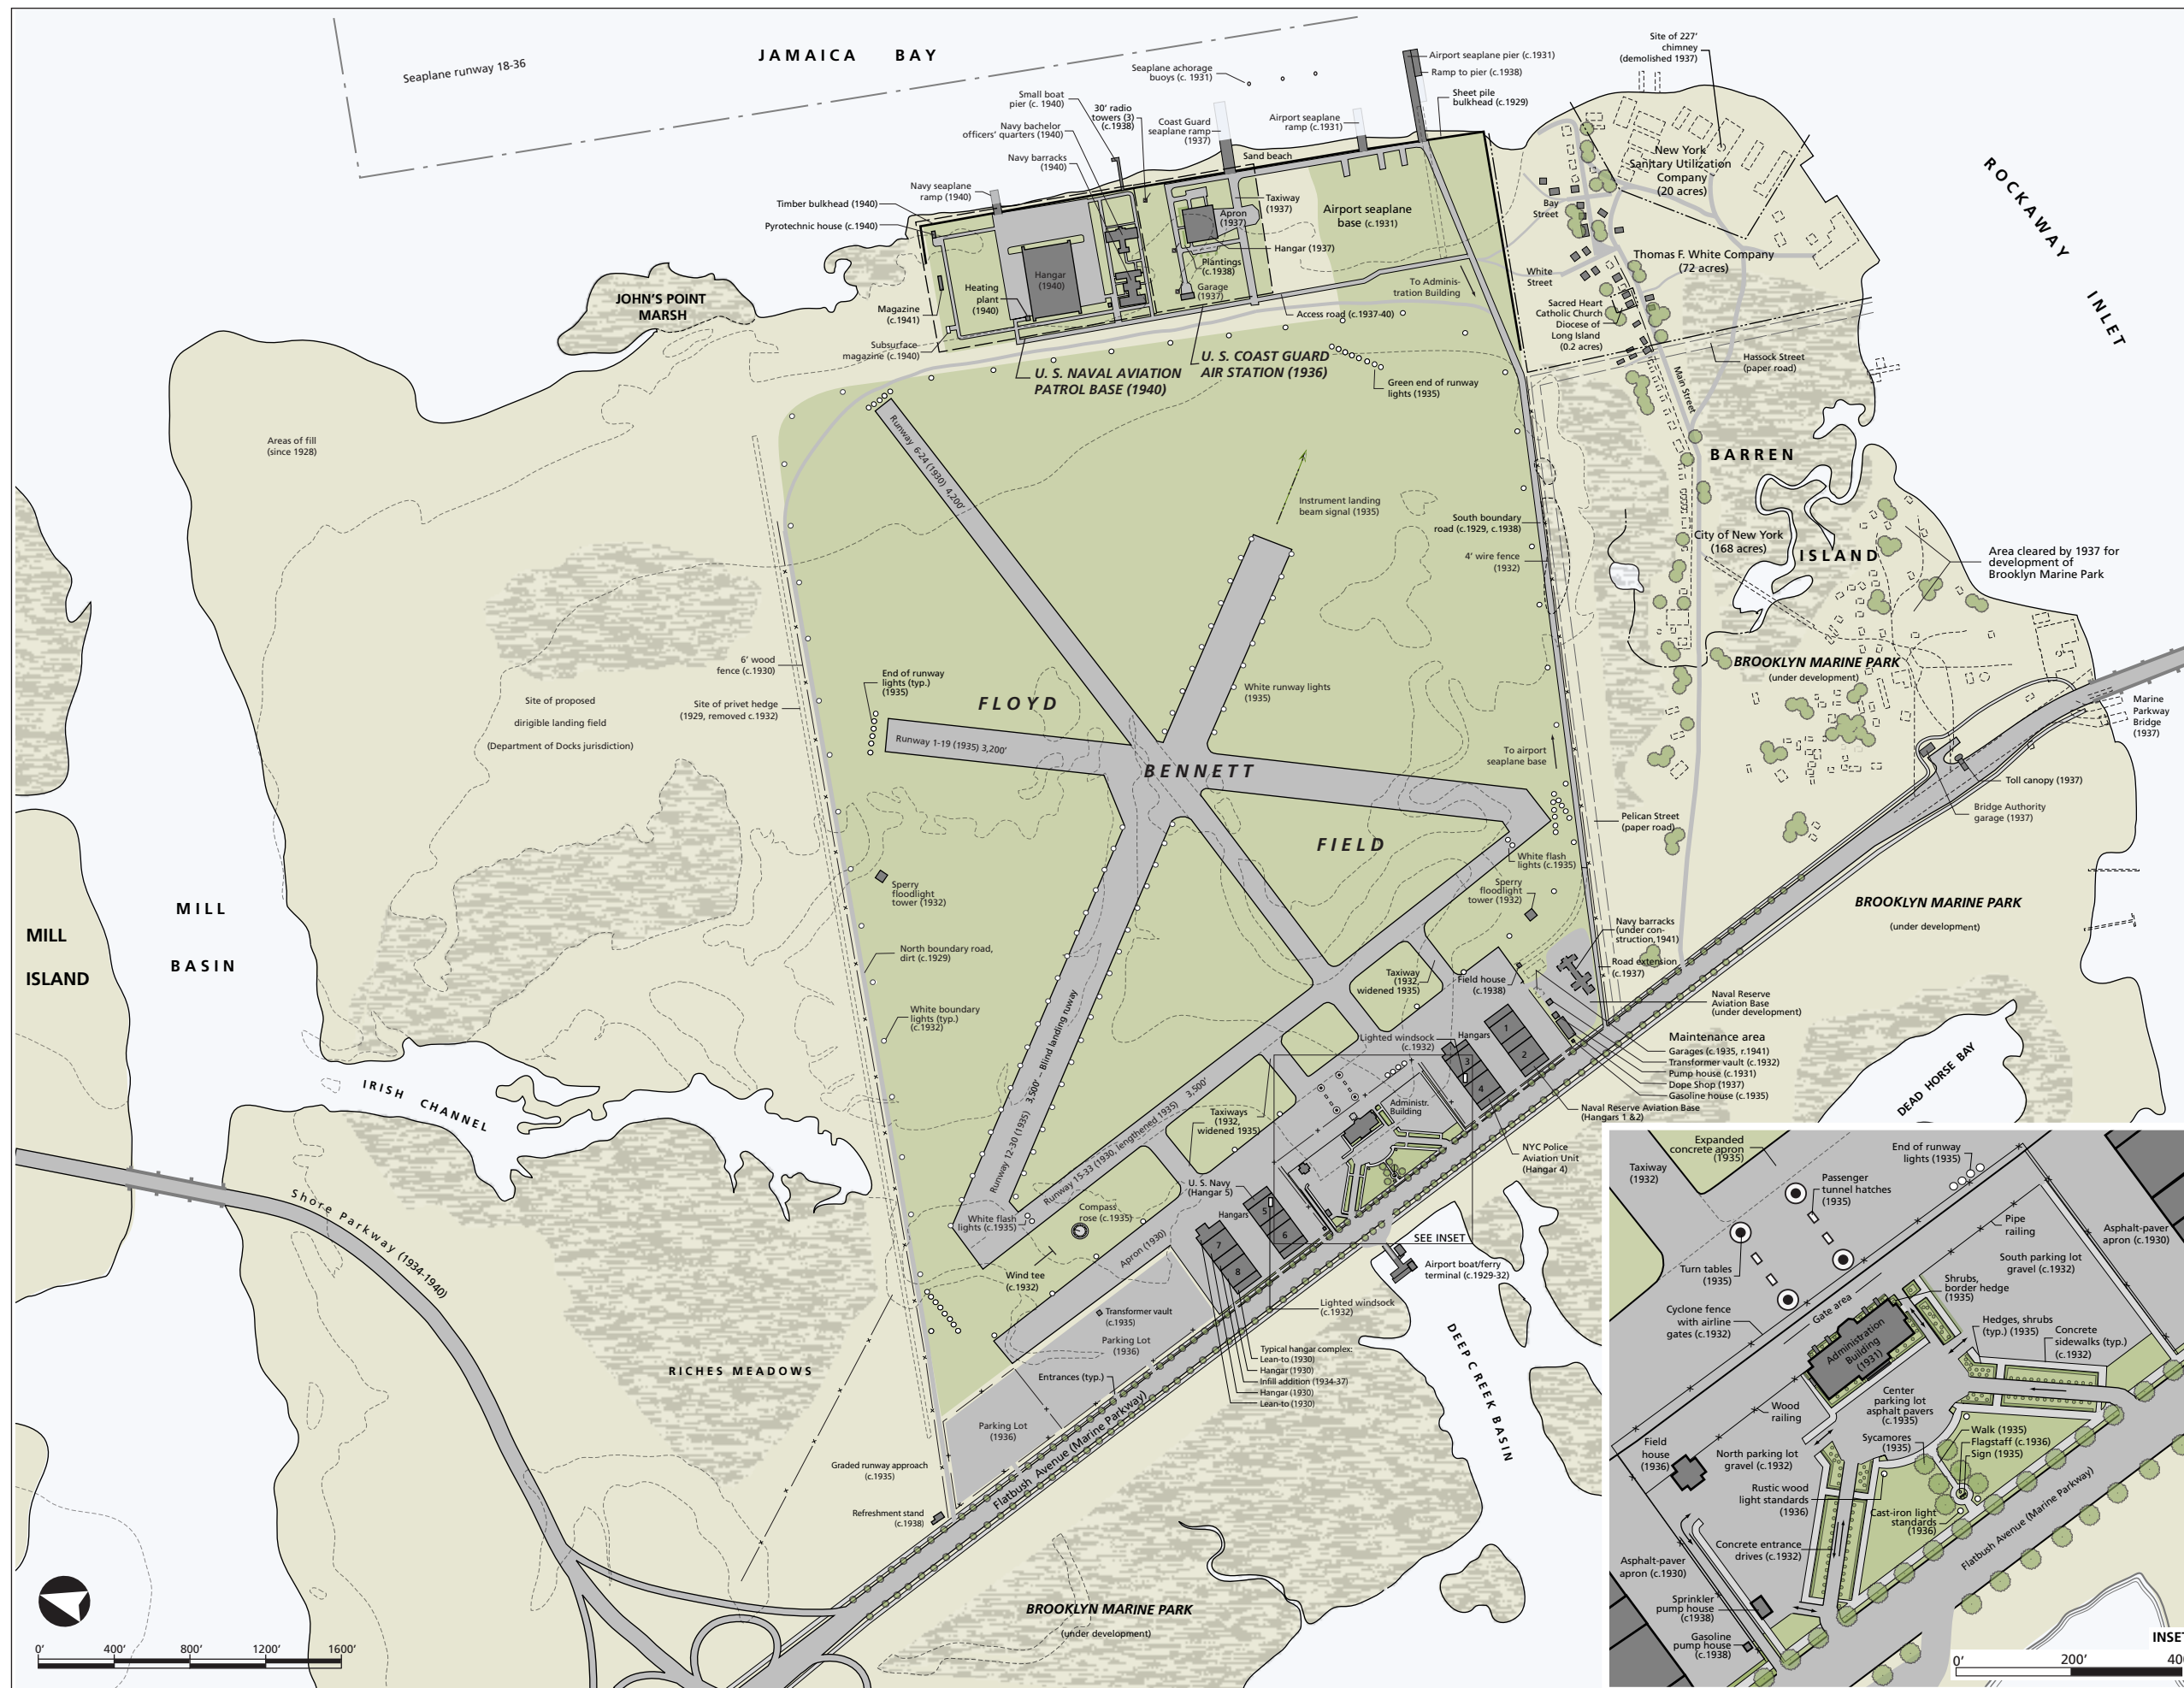 JAMAICA BAY
Seaplane runway 18-36
Seaplane achorage
buoys (c. 1931)
Airport seaplane pier (c.1931)
Ramp to pier (c.1938)
Sheet pile
bulkhead (c.1929)
Site of 227'
chimney
(demolished 1937)
Small boat
pier (c. 1940)
30' radio
towers (3)
(c.1938)
Navy bachelor
officers' quarters (1940)
Navy barracks
(1940)
Coast Guard
seaplane ramp
(1937)
Airport seaplane
ramp (c.1931)
Sand beach
Navy seaplane
ramp (1940)
Timber bulkhead (1940)
Pyrotechnic house (c.1940)
Taxiway
(1937)
Apron
(1937)
Airport seaplane
base (c.1931)
Hangar (1937)
Plantings
(c.1938)
Garage
(1937)
Hangar
(1940)
Heating
plant
(1940)
Magazine
(c.1941)
Subsurface
magazine (c.1940)
To Adminis-
tration Building
Access road (c.1937-40)
U. S. NAVAL AVIATION
PATROL BASE (1940)
U. S. COAST GUARD
AIR STATION (1936)
Green end of runway
lights (1935)
New York
Sanitary Utilization
Company
(20 acres)
Bay
Street
Thomas F. White Company
(72 acres)
White
Street
Sacred Heart
Catholic Church
Diocese of
Long Island
(0.2 acres)
Hassock Street
(paper road)
Main Street
ROCKAWAY INLET
JOHN'S POINT
MARSH
Areas of fill
(since 1928)
Runway 6-24 (1930) 4,200'
Instrument landing
beam signal (1935)
South boundary
road (c.1929, c.1938)
4' wire fence
(1932)
BARREN
ISLAND
City of New York
(168 acres)
Area cleared by 1937 for
development of
Brooklyn Marine Park
BROOKLYN MARINE PARK
(under development)
Marine
Parkway
Bridge
(1937)
Toll canopy (1937)
Bridge Authority
garage (1937)
6' wood
fence (c.1930)
Site of privet hedge
(1929, removed c.1932)
Site of proposed
dirigible landing field
(Department of Docks jurisdiction)
End of runway
lights (typ.)
(1935)
FLOYD
BENNETT
FIELD
White runway lights
(1935)
Runway 1-19 (1935) 3,200'
To airport
seaplane base
Pelican Street
(paper road)
White flash
lights (c.1935)
Sperry
floodlight
tower (1932)
Sperry
floodlight
tower (1932)
North boundary road,
dirt (c.1929)
White boundary
lights (typ.)
(c.1932)
MILL
ISLAND
MILL
BASIN
BROOKLYN MARINE PARK
(under development)
Navy barracks
(under con-
struction,1941)
Road extension
(c.1937)
Naval Reserve
Aviation Base
(under development)
Field house
(c.1938)
Taxiway
(1932,
widened 1935)
Maintenance area
Garages (c.1935, r.1941)
Transformer vault (c.1932)
Pump house (c.1931)
Dope Shop (1937)
Gasoline house (c.1935)
Naval Reserve Aviation Base
(Hangars 1 &2)
Lighted windsock
(c.1932)
Hangars
1
2
3
4
Administr.
Building
NYC Police
Aviation Unit
(Hangar 4)
DEAD HORSE BAY
Runway 12-30 (1935) 3,500' – Blind landing ruway
Runway 15-33 (1930, lengthened 1935) 3,500'
Taxiways
(1932,
widened 1935)
U. S. Navy
(Hangar 5)
Hangars
5
6
7
8
White flash
lights (c.1935)
Compass
rose (c.1935)
Wind tee
(c.1932)
Apron (1930)
SEE INSET
Airport boat/ferry
terminal (c.1929-32)
Lighted windsock
(c.1932)
Transformer vault
(c.1935)
Parking Lot
(1936)
Entrances (typ.)
Typical hangar complex:
Lean-to (1930)
Hangar (1930)
Infill addition (1934-37)
Hangar (1930)
Lean-to (1930)
Parking Lot
(1936)
Flatbush Avenue (Marine Parkway)
Graded runway approach
(c.1935)
Refreshment stand
(c.1938)
IRISH CHANNEL
Shore Parkway (1934-1940)
RICHES MEADOWS
DEEP CREEK BASIN
BROOKLYN MARINE PARK
(under development)
0' 400' 800' 1200' 1600'
Expanded
concrete apron
(1935)
Taxiway
(1932)
End of runway
lights (1935)
Passenger
tunnel hatches
(1935)
Pipe
railing
Asphalt-paver
apron (c.1930)
South parking lot
gravel (c.1932)
Turn tables
(1935)
Shrubs,
border hedge
(1935)
Cyclone fence
with airline
gates (c.1932)
Gate area
Hedges, shrubs
(typ.) (1935)
Concrete
sidewalks (typ.)
(c.1932)
Administration
Building
(1931)
Center
parking lot
asphalt pavers
(c.1935)
Wood
railing
Field
house
(1936)
North parking lot
gravel (c.1932)
Sycamores
(1935)
Walk (1935)
Flagstaff (c.1936)
Sign (1935)
Rustic wood
light standards
(1936)
Cast-iron light
standards
(1936)
Concrete entrance
drives (c.1932)
Flatbush Avenue (Marine Parkway)
Asphalt-paver
apron (c.1930)
Sprinkler
pump house
(c1938)
Gasoline
pump house
(c.1938)
INSET
0' 200' 400